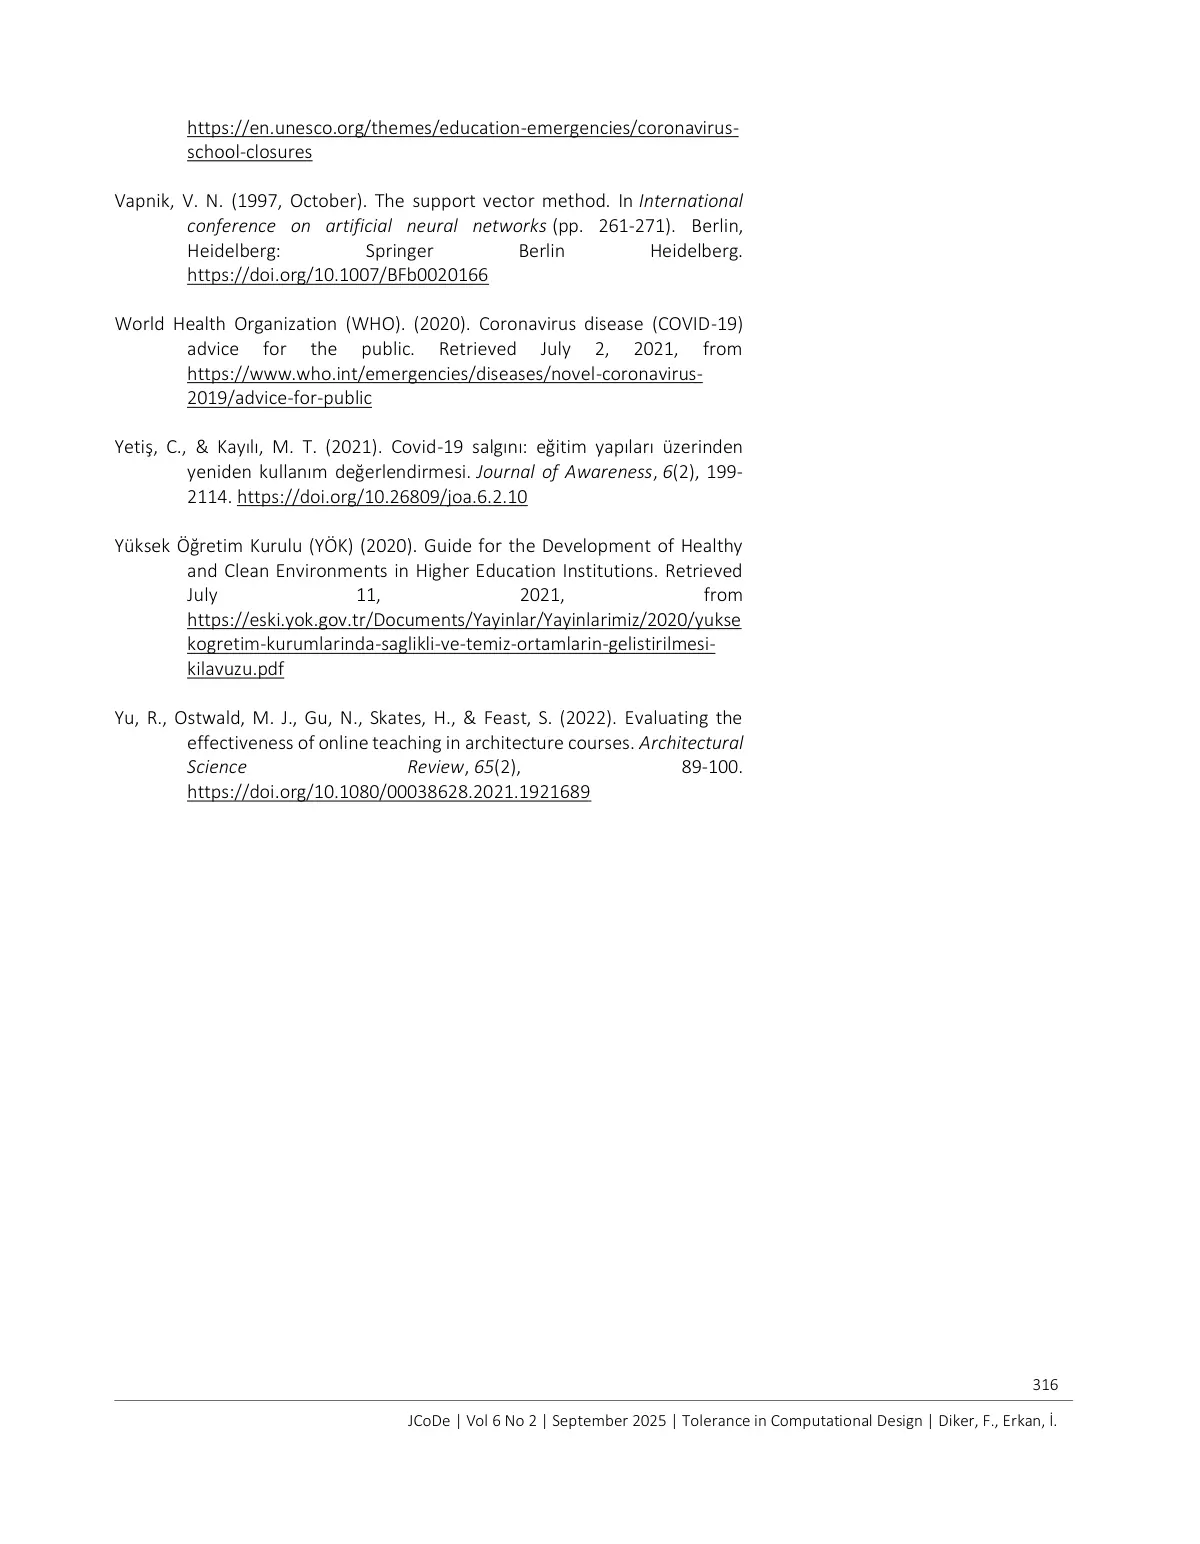 https://en.unesco.org/themes/education-emergencies/coronavirus-
school-closures
Vapnik, V. N. (1997, October). The support vector method. In International
conference on artificial neural networks (pp. 261-271). Berlin,
Heidelberg: Springer Berlin Heidelberg.
https://doi.org/10.1007/BFb0020166
World Health Organization (WHO). (2020). Coronavirus disease (COVID-19)
advice for the public. Retrieved July 2, 2021, from
https://www.who.int/emergencies/diseases/novel-coronavirus-
2019/advice-for-public
Yetiş, C., & Kayılı, M. T. (2021). Covid-19 salgını: eğitim yapıları üzerinden
yeniden kullanım değerlendirmesi. Journal of Awareness, 6(2), 199-
2114. https://doi.org/10.26809/joa.6.2.10
Yüksek Öğretim Kurulu (YÖK) (2020). Guide for the Development of Healthy
and Clean Environments in Higher Education Institutions. Retrieved
July 11, 2021, from
https://eski.yok.gov.tr/Documents/Yayinlar/Yayinlarimiz/2020/yukse
kogretim-kurumlarinda-saglikli-ve-temiz-ortamlarin-gelistirilmesi-
kilavuzu.pdf
Yu, R., Ostwald, M. J., Gu, N., Skates, H., & Feast, S. (2022). Evaluating the
effectiveness of online teaching in architecture courses. Architectural
Science Review, 65(2), 89-100.
https://doi.org/10.1080/00038628.2021.1921689
316
JCoDe | Vol 6 No 2 | September 2025 | Tolerance in Computational Design | Diker, F., Erkan, İ.